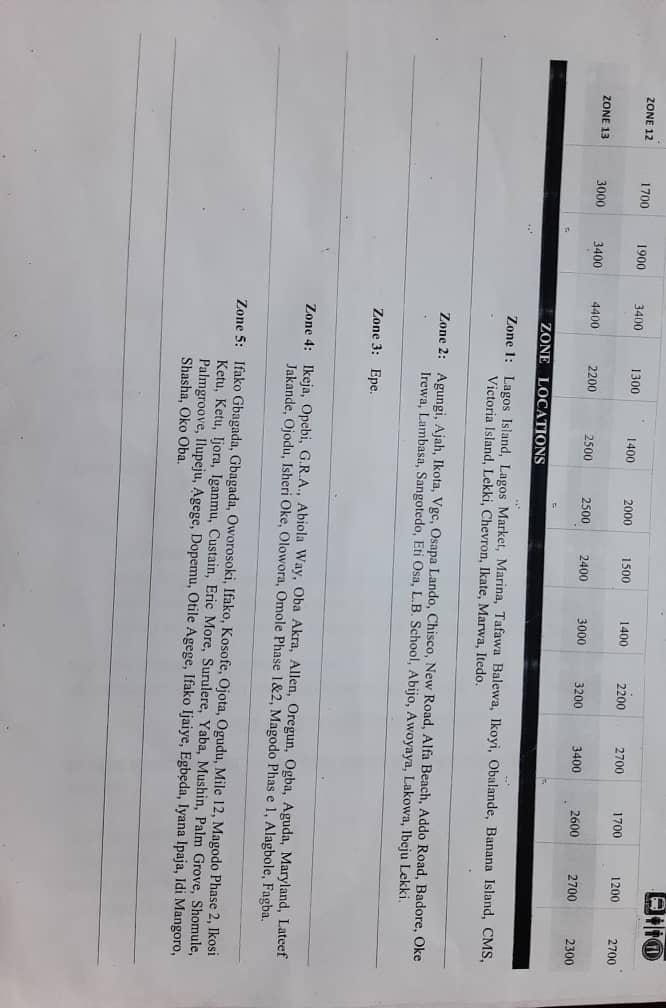 ZONE 12 1700 1900 3400 1300 1400 2000 1500 1400 2200 2700 1700 1200 2700
ZONE 13 3000 3400 4400 2200 2500 2500 2400 3000 3200 3400 2600 2700 2300
ZONE LOCATIONS
Zone 1: Lagos Island, Lagos Market, Marina, Tafawa Balewa, Ikoyi, Obalande, Banana Island, CMS,
Victoria Island, Lekki, Chevron, Ikate, Marwa, Itedo.
Zone 2: Agungi, Ajah, Ikota, Vgc, Osapa Lando, Chisco, New Road, Alfa Beach, Addo Road, Badore, Oke
Irewa, Lambasa, Sangotedo, Eti Osa, L.B. School, Abijo, Awoyaya, Lakowa, Ibeju Lekki.
Zone 3: Epe.
Zone 4: Ikeja, Opebi, G.R.A., Abiola Way, Oba Akra, Allen, Oregun, Ogba, Aguda, Maryland, Lateef
Jakande, Ojodu, Isheri Oke, Olowora, Omole Phase 1&2, Magodo Phas e 1, Alagbole, Fagba.
Zone 5: Ifako Gbagada, Gbagada, Oworosoki, Ifako, Kosofe, Ojota, Ogudu, Mile 12, Magodo Phase 2, Ikosi
Ketu, Ketu, Ijora, Iganmu, Custain, Eric More, Surulere, Yaba, Mushin, Palm Grove, Shomule,
Palmgroove, Ilupeju, Agege, Dopemu, Otile Agege, Ifako Ijaiye, Egbeda, Iyana Ipaja, Idi Mangoro,
Shasha, Oko Oba.